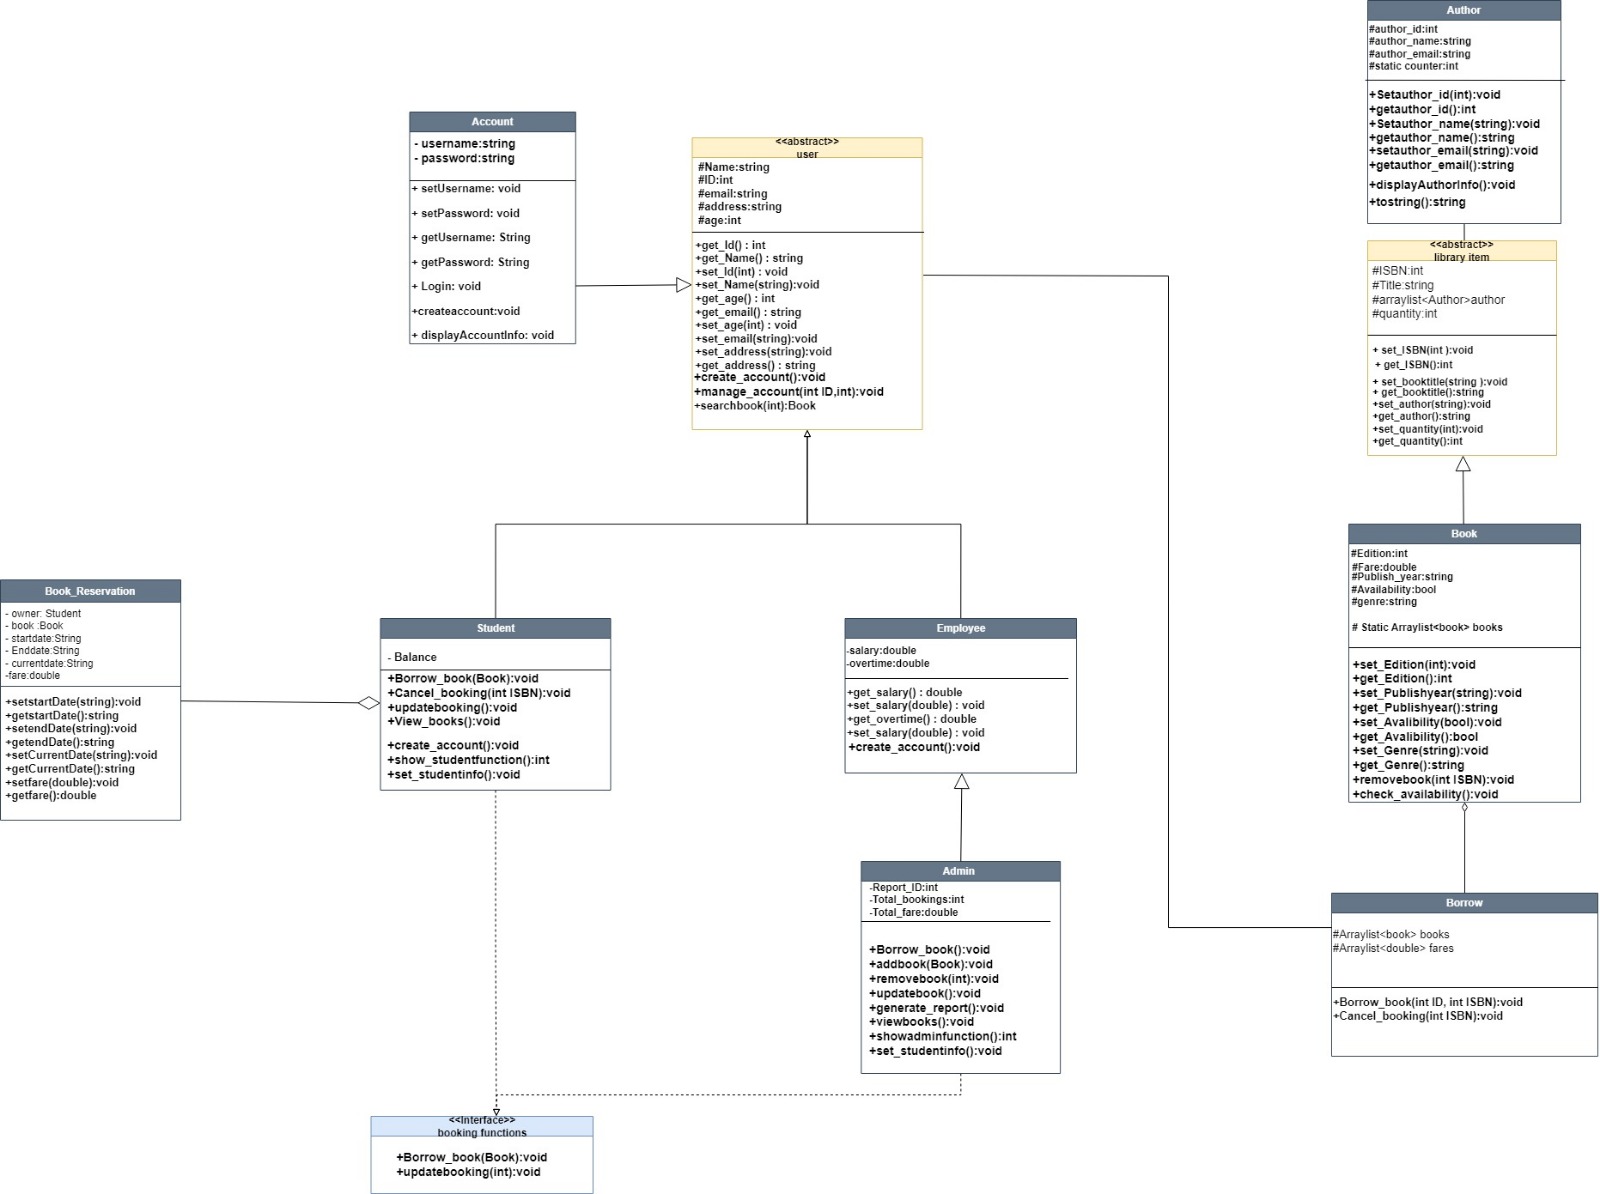 Author
#author_id:int
#author_name:string
#author_email:string
#static counter:int
+Setauthor_id(int):void
+getauthor_id():int
+Setauthor_name(string):void
+getauthor_name():string
+setauthor_email(string):void
+getauthor_email():string
+displayAuthorInfo():void
+tostring():string
Account
- username:string
- password:string
+ setUsername: void
+ setPassword: void
+ getUsername: String
+ getPassword: String
+ Login: void
+createaccount:void
+ displayAccountInfo: void
<<abstract>>
user
#Name:string
#ID:int
#email:string
#address:string
#age:int
+get_Id() : int
+get_Name() : string
+set_Id(int) : void
+set_Name(string):void
+get_age() : int
+get_email() : string
+set_age(int) : void
+set_email(string):void
+set_address(string):void
+get_address() : string
+create_account():void
+manage_account(int ID,int):void
+searchbook(int):Book
<<abstract>>
library item
#ISBN:int
#Title:string
#arraylist<Author>author
#quantity:int
+ set_ISBN(int ):void
+ get_ISBN():int
+ set_booktitle(string ):void
+ get_booktitle():string
+set_author(string):void
+get_author():string
+set_quantity(int):void
+get_quantity():int
Book
#Edition:int
#Fare:double
#Publish_year:string
#Availability:bool
#genre:string
# Static Arraylist<book> books
+set_Edition(int):void
+get_Edition():int
+set_Publishyear(string):void
+get_Publishyear():string
+set_Avalibility(bool):void
+get_Avalibility():bool
+set_Genre(string):void
+get_Genre():string
+removebook(int ISBN):void
+check_availability():void
Book_Reservation
- owner: Student
- book :Book
- startdate:String
- Enddate:String
- currentdate:String
-fare:double
+setstartDate(string):void
+getstartDate():string
+setendDate(string):void
+getendDate():string
+setCurrentDate(string):void
+getCurrentDate():string
+setfare(double):void
+getfare():double
Student
- Balance
+Borrow_book(Book):void
+Cancel_booking(int ISBN):void
+updatebooking():void
+View_books():void
+create_account():void
+show_studentfunction():int
+set_studentinfo():void
Employee
-salary:double
-overtime:double
+get_salary() : double
+set_salary(double) : void
+get_overtime() : double
+set_salary(double) : void
+create_account():void
Admin
-Report_ID:int
-Total_bookings:int
-Total_fare:double
+Borrow_book():void
+addbook(Book):void
+removebook(int):void
+updatebook():void
+generate_report():void
+viewbooks():void
+showadminfunction():int
+set_studentinfo():void
Borrow
#Arraylist<book> books
#Arraylist<double> fares
+Borrow_book(int ID, int ISBN):void
+Cancel_booking(int ISBN):void
<<Interface>>
booking functions
+Borrow_book(Book):void
+updatebooking(int):void